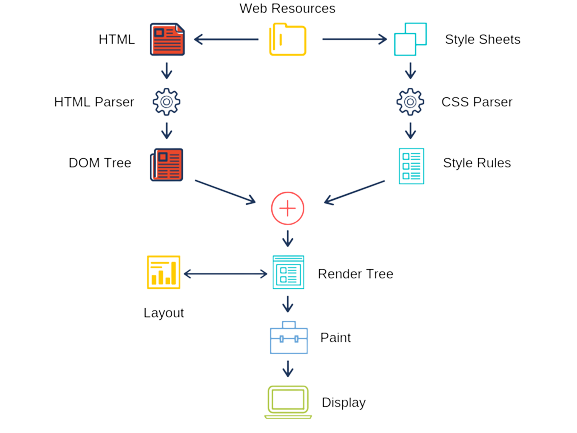 Web Resources
HTML
Style Sheets
HTML Parser
CSS Parser
DOM Tree
Style Rules
Render Tree
Layout
Paint
Display